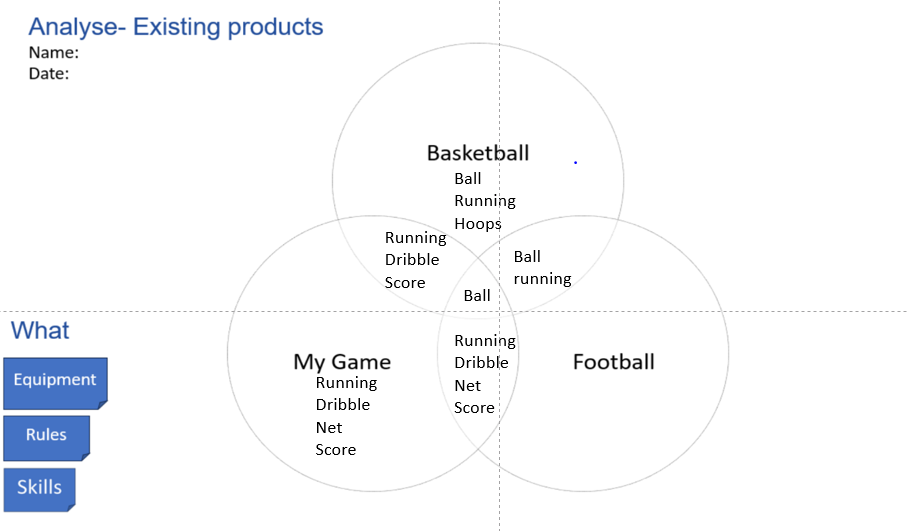 Analyse- Existing products
Name:
Date:
Basketball
Ball
Running
Hoops
Running
Dribble
Score
Ball
running
Ball
What
Equipment
Rules
Skills
My Game
Running
Dribble
Net
Score
Running
Dribble
Net
Score
Football